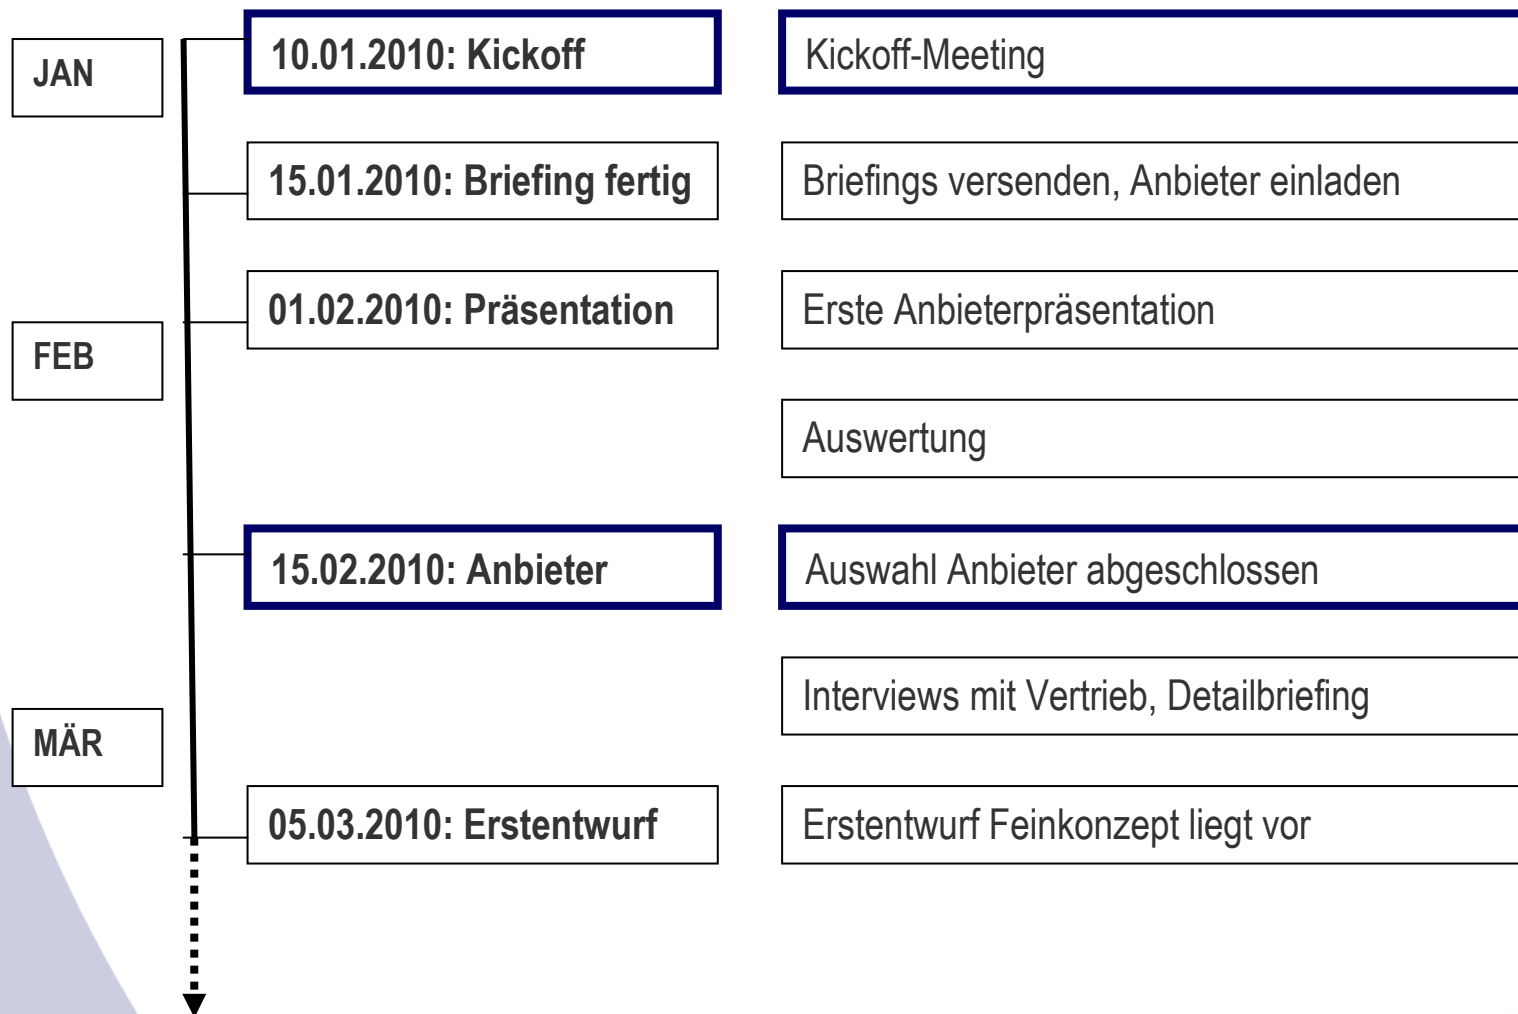 JAN
10.01.2010: Kickoff
Kickoff-Meeting
15.01.2010: Briefing fertig
Briefings versenden, Anbieter einladen
01.02.2010: Präsentation
Erste Anbieterpräsentation
FEB
Auswertung
15.02.2010: Anbieter
Auswahl Anbieter abgeschlossen
Interviews mit Vertrieb, Detailbriefing
MÄR
05.03.2010: Erstentwurf
Erstentwurf Feinkonzept liegt vor